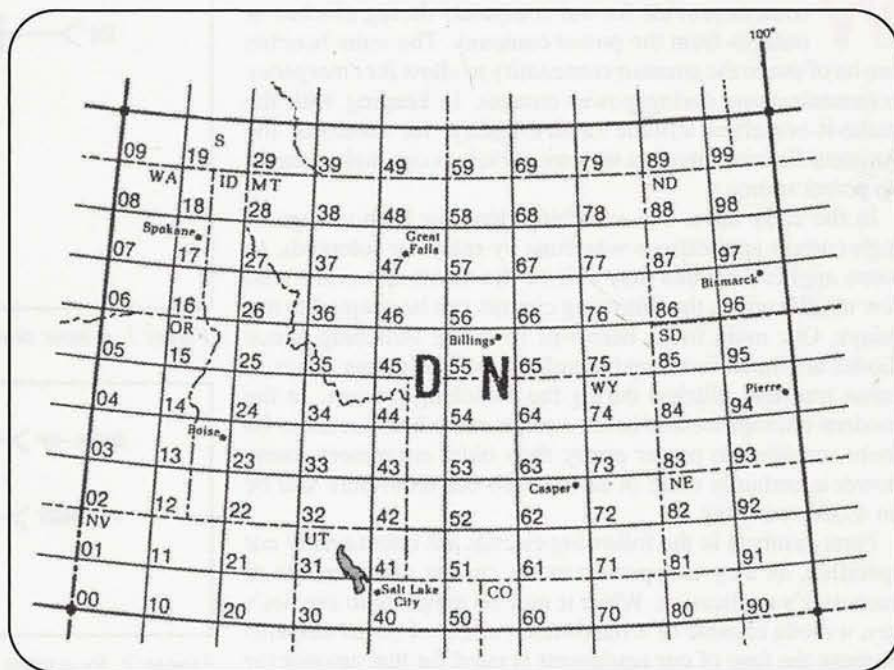 100°
S
09 19 29 39 49 59 69 79 89 99
WA ID MT ND
08 18 28 38 48 58 68 78 88 98
Spokane
Great
Falls
07 17 27 37 47 57 67 77 87 97
Bismarck
06 16 26 36 46 56 66 76 86 96
OR Billings SD
05 15 25 35 45 55 65 75 85 95
DN
WY
Pierre
04 14 24 34 44 54 64 74 84 94
Boise
03 13 23 33 43 53 63 73 83 93
Casper NE
02 12 22 32 42 52 62 72 82 92
NV UT
01 11 21 31 41 51 61 71 81 91
Salt Lake
City
CO
00 10 20 30 40 50 60 70 80 90